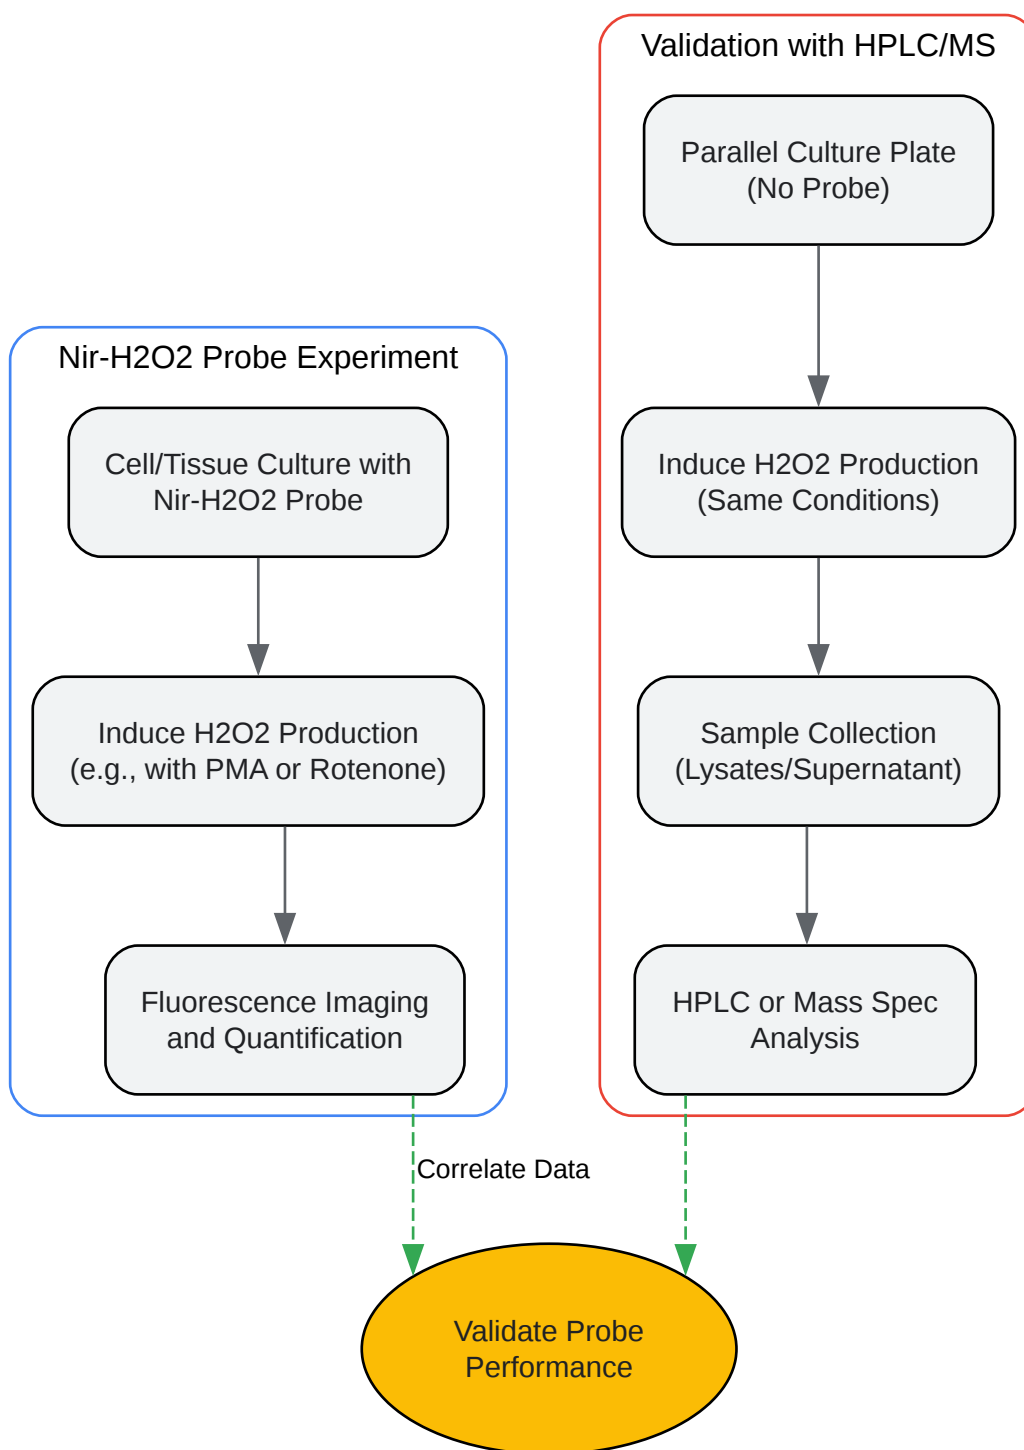 Validation with HPLC/MS
Parallel Culture Plate
(No Probe)
Nir-H2O2 Probe Experiment
Cell/Tissue Culture with
Nir-H2O2 Probe
Induce H2O2 Production
(Same Conditions)
Induce H2O2 Production
(e.g., with PMA or Rotenone)
Sample Collection
(Lysates/Supernatant)
Fluorescence Imaging
and Quantification
HPLC or Mass Spec
Analysis
Correlate Data
Validate Probe
Performance